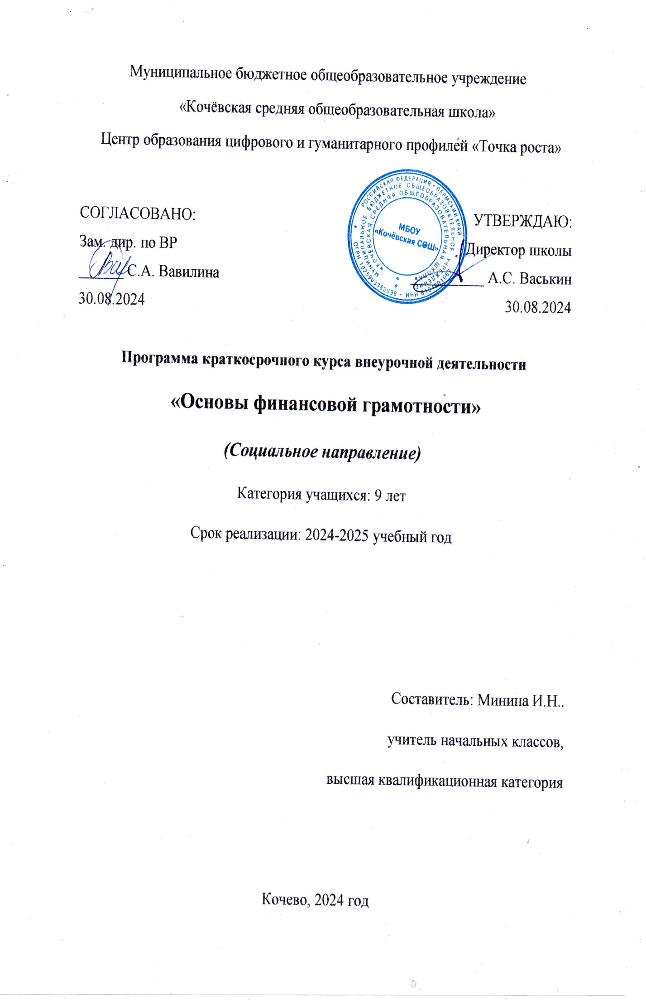 Муниципальное бюджетное общеобразовательное учреждение
«Кочёвская средняя общеобразовательная школа»
Центр образования цифрового и гуманитарного профилей «Точка роста»
СОГЛАСОВАНО:
Зам. дир. по ВР
С.А. Вавилина
30.08.2024
РОССИЙСКАЯ ФЕДЕРАЦИЯ • ПЕРМСКИЙ КРАЙ
ОГРН 1025903383098 • ИНН
МУНИЦИПАЛЬНОЕ БЮДЖЕТНОЕ ОБЩЕОБРАЗОВАТЕЛЬНОЕ УЧРЕЖДЕНИЕ
«КОЧЁВСКАЯ СРЕДНЯЯ ОБЩЕОБРАЗОВАТЕЛЬНАЯ ШКОЛА»
МБОУ
«Кочёвская СОШ»
УТВЕРЖДАЮ:
Директор школы
А.С. Васькин
30.08.2024
Программа краткосрочного курса внеурочной деятельности
«Основы финансовой грамотности»
(Социальное направление)
Категория учащихся: 9 лет
Срок реализации: 2024-2025 учебный год
Составитель: Минина И.Н..
учитель начальных классов,
высшая квалификационная категория
Кочево, 2024 год